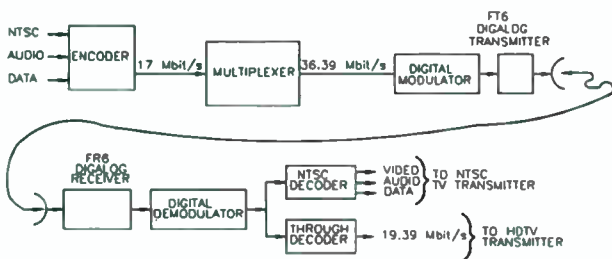 NTSC
AUDIO
DATA
ENCODER
17 Mbit/s
MULTIPLEXER
36.39 Mbit/s
DIGITAL
MODULATOR
FT6
DIGALOG
TRANSMITTER
FR6
DIGALOG
RECEIVER
DIGITAL
DEMODULATOR
NTSC
DECODER
VIDEO
AUDIO
DATA
TO NTSC
TV TRANSMITTER
THROUGH
DECODER
19.39 Mbit/s
TO HDTV
TRANSMITTER